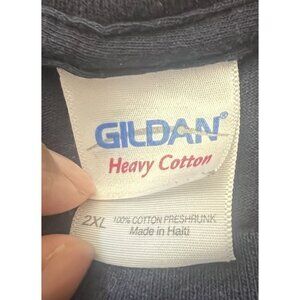 GILDAN®
Heavy Cotton
2XL 100% COTTON PRESHRUNK
Made in Haiti